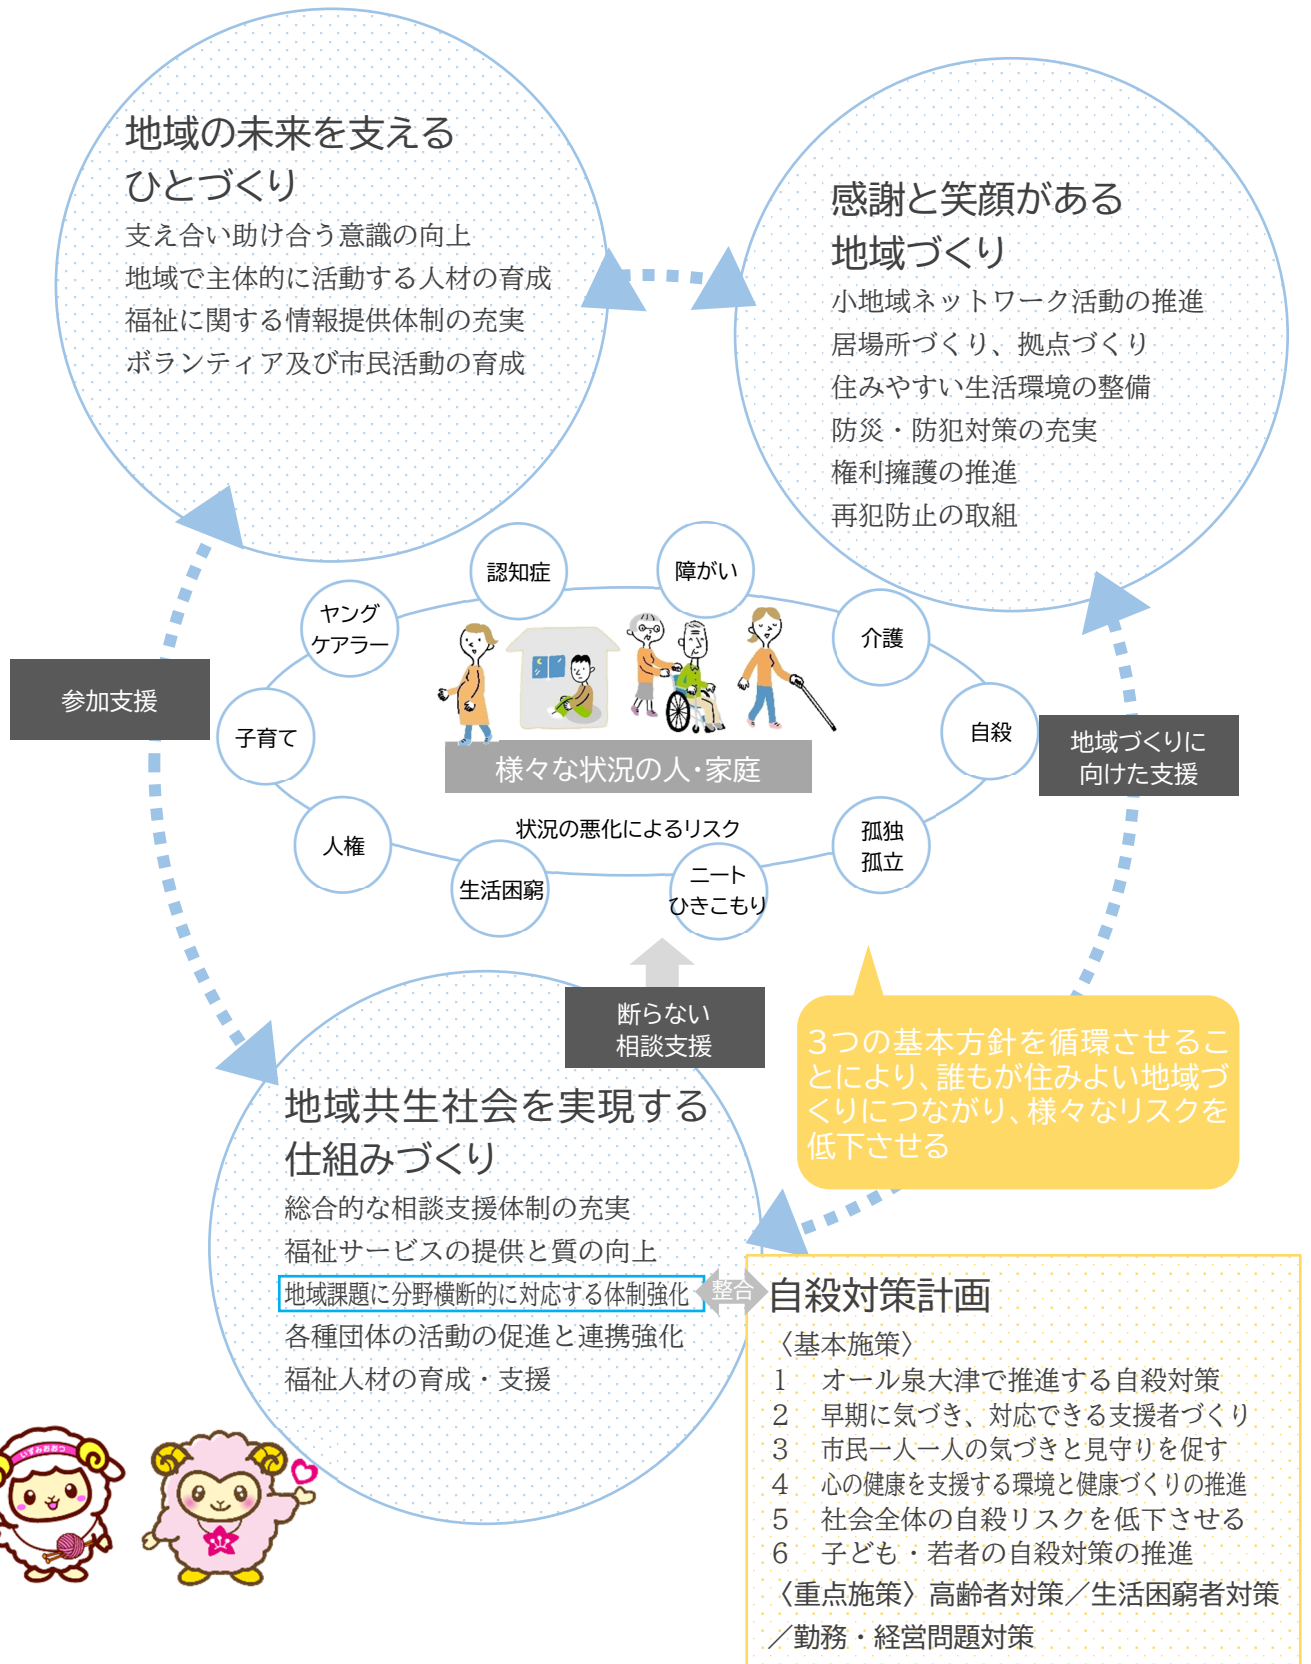 地域の未来を支える
ひとづくり
支え合い助け合う意識の向上
地域で主体的に活動する人材の育成
福祉に関する情報提供体制の充実
ボランティア及び市民活動の育成
感謝と笑顔がある
地域づくり
小地域ネットワーク活動の推進
居場所づくり、拠点づくり
住みやすい生活環境の整備
防災・防犯対策の充実
権利擁護の推進
再犯防止の取組
認知症
障がい
ヤング
ケアラー
介護
参加支援
子育て
自殺
地域づくりに
向けた支援
様々な状況の人・家庭
状況の悪化によるリスク
人権
孤独
孤立
生活困窮
ニート
ひきこもり
断らない
相談支援
3つの基本方針を循環させるこ
とにより、誰もが住みよい地域づ
くりにつながり、様々なリスクを
低下させる
地域共生社会を実現する
仕組みづくり
総合的な相談支援体制の充実
福祉サービスの提供と質の向上
地域課題に分野横断的に対応する体制強化
各種団体の活動の促進と連携強化
福祉人材の育成・支援
整合
自殺対策計画
〈基本施策〉
1 オール泉大津で推進する自殺対策
2 早期に気づき、対応できる支援者づくり
3 市民一人一人の気づきと見守りを促す
4 心の健康を支援する環境と健康づくりの推進
5 社会全体の自殺リスクを低下させる
6 子ども・若者の自殺対策の推進
〈重点施策〉高齢者対策／生活困窮者対策
／勤務・経営問題対策
いずみおおつ